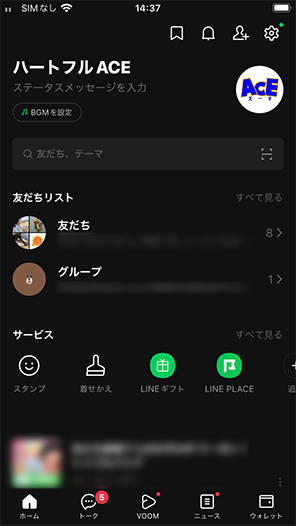 SIMなし
14:37
ハートフル ACE
ステータスメッセージを入力
BGMを設定
ACE
えーす
友だち、テーマ
友だちリスト
すべて見る
友だち
8
グループ
1
サービス
すべて見る
スタンプ
着せかえ
LINEギフト
LINE PLACE
追
5
ホーム
トーク
VOOM
ニュース
ウォレット